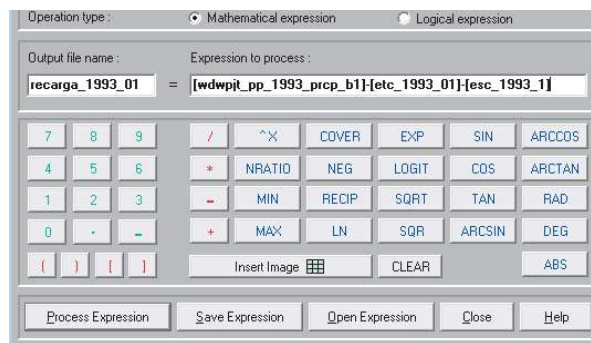 Operation type : Mathematical expression Logical expression
Output file name : Expression to process :
recarga_1993_01 = [wdwpjt_pp_1993_prcp_b1]-[etc_1993_01]-[esc_1993_1]
7 8 9 / ^X COVER EXP SIN ARCCOS
4 5 6 * NRATIO NEG LOGIT COS ARCTAN
1 2 3 - MIN RECIP SQRT TAN RAD
0 . - + MAX LN SQR ARCSIN DEG
( ) [ ] Insert Image CLEAR ABS
Process Expression Save Expression Open Expression Close Help